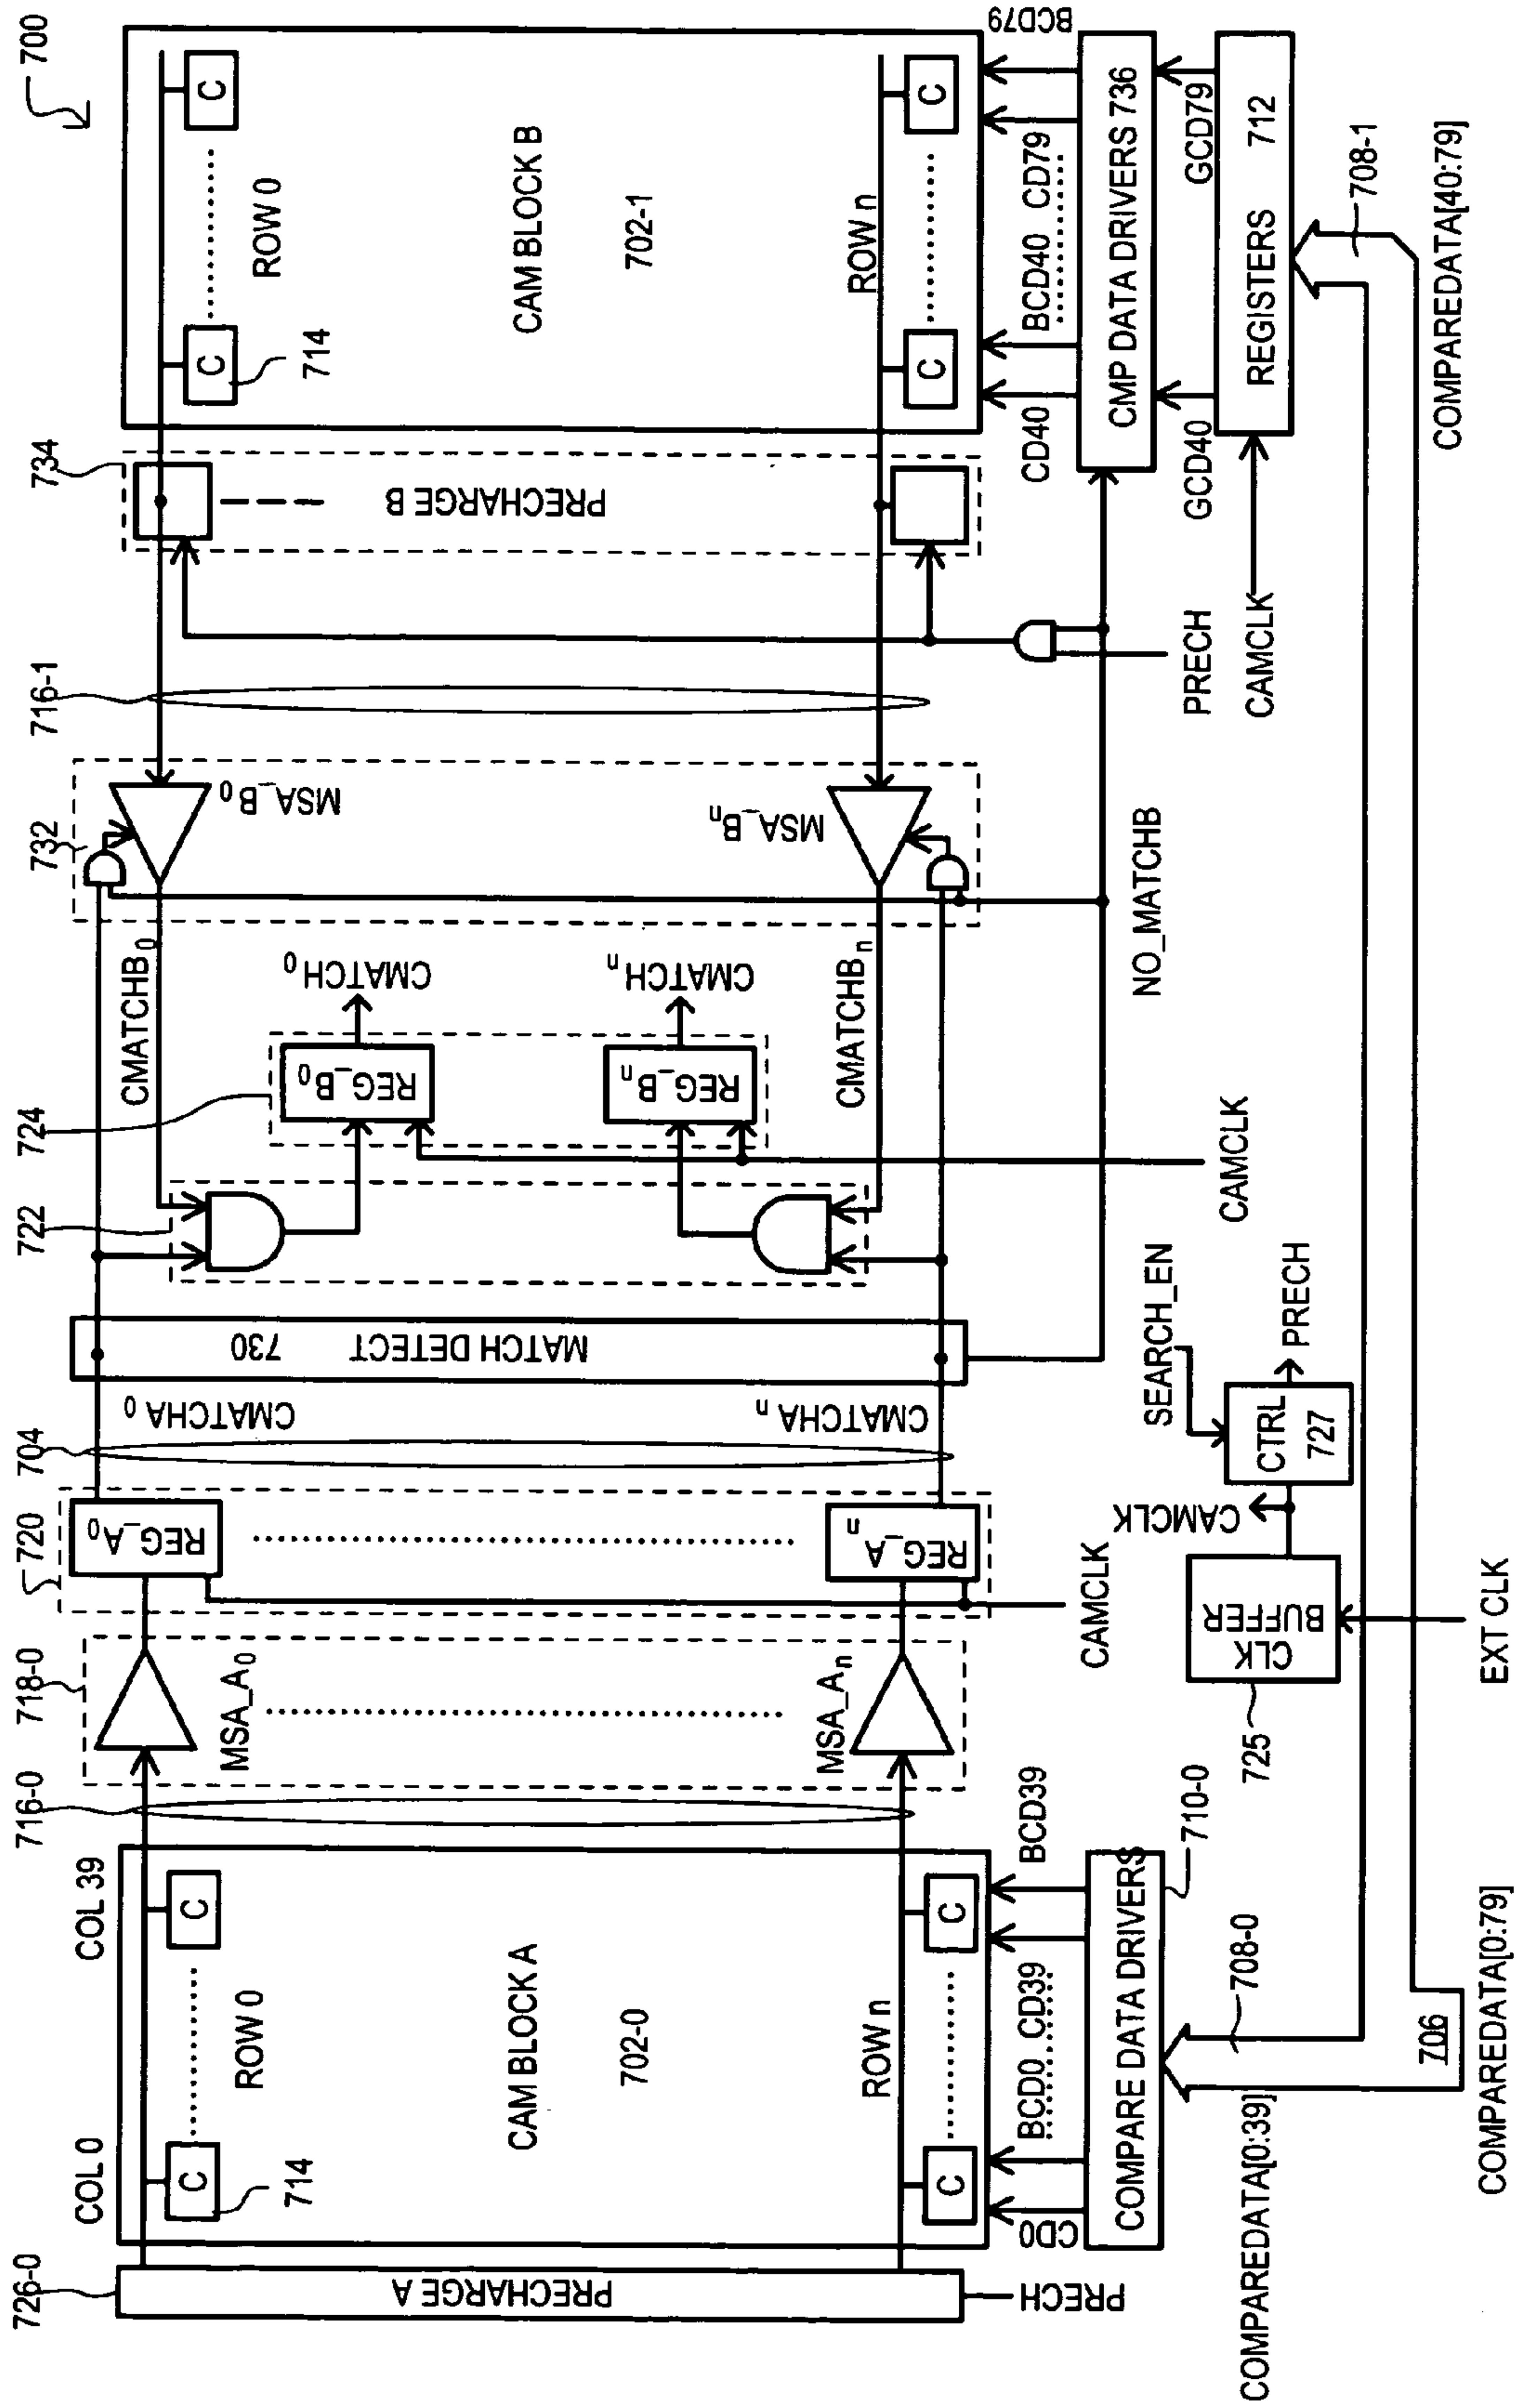 700
726-0
COL 0
COL 39
716-0
718-0
720
704
722
724
732
716-1
734
PRECHARGE A
PRECH
C
C
714
ROW 0
CAM BLOCK A
702-0
ROW n
C
C
CD0
BCD0 CD39
BCD39
COMPARE DATA DRIVERS
710-0
COMPAREDATA[0:39]
708-0
706
COMPAREDATA[0:79]
MSA_A0
MSA_An
REG_A0
REG_An
CAMCLK
CMATCHA0
CMATCHAn
MATCH DETECT 730
CLK BUFFER
725
EXT CLK
CAMCLK
CTRL
727
SEARCH_EN
PRECH
CAMCLK
REG_B0
REG_Bn
CMATCH0
CMATCHn
CMATCHB0
CMATCHBn
NO_MATCHB
MSA_B0
MSA_Bn
PRECHARGE B
PRECH
CAMCLK
C
C
714
ROW 0
CAM BLOCK B
702-1
ROW n
C
C
CD40
BCD40 CD79
BCD79
CMP DATA DRIVERS 736
GCD40
GCD79
REGISTERS 712
708-1
COMPAREDATA[40:79]